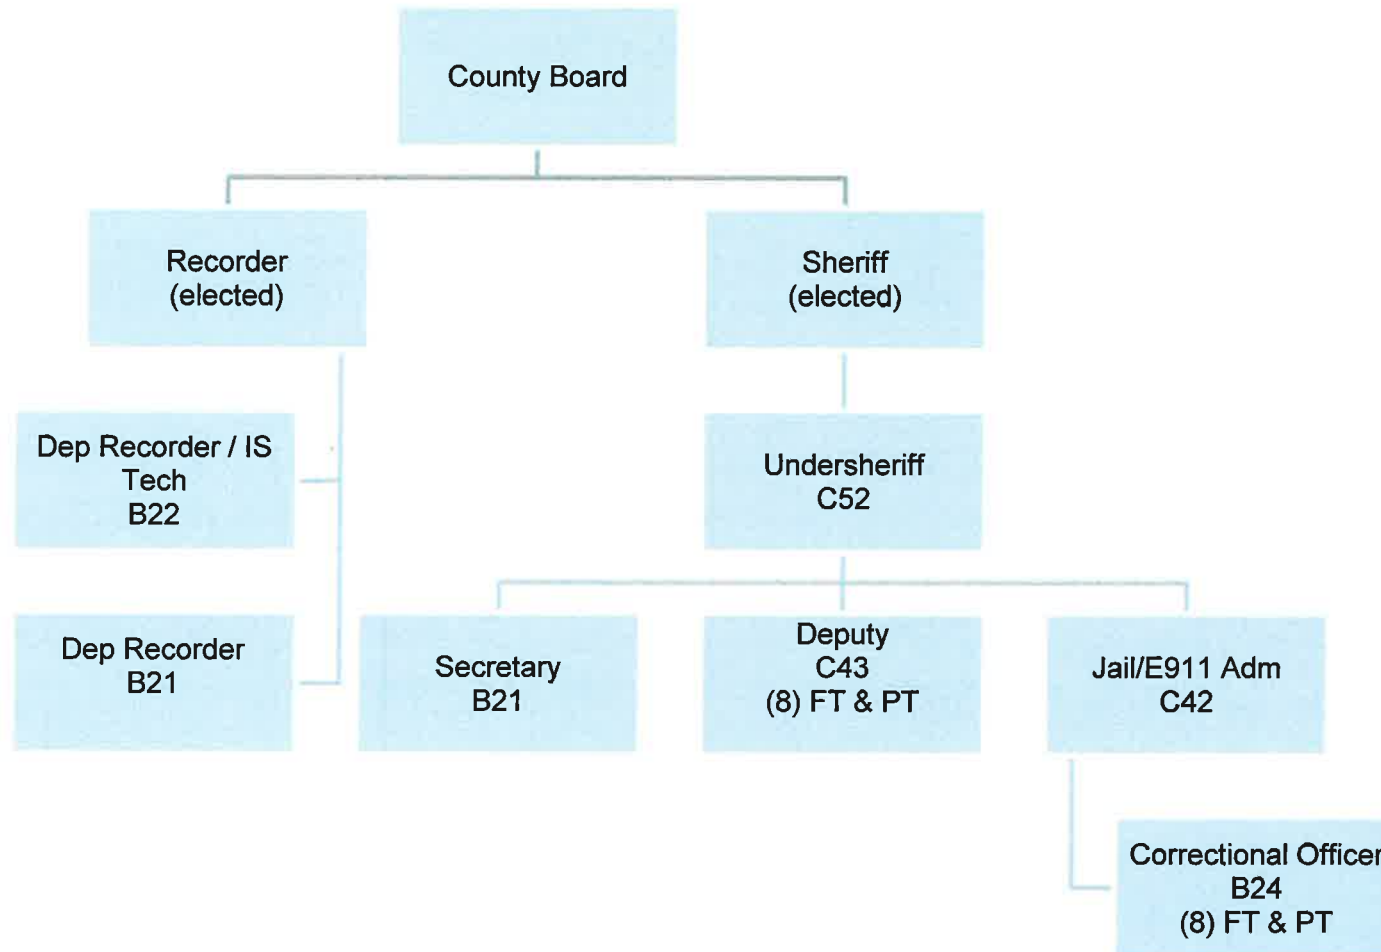 County Board
Recorder
(elected)
Sheriff
(elected)
Dep Recorder / IS
Tech
B22
Undersheriff
C52
Dep Recorder
B21
Secretary
B21
Deputy
C43
(8) FT & PT
Jail/E911 Adm
C42
Correctional Officer
B24
(8) FT & PT